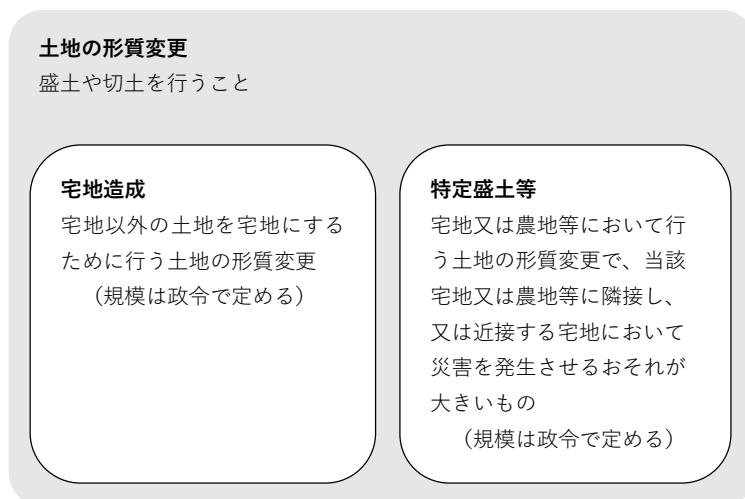 土地の形質変更
盛土や切土を行うこと
宅地造成
宅地以外の土地を宅地にする
ために行う土地の形質変更
（規模は政令で定める）
特定盛土等
宅地又は農地等において行
う土地の形質変更で、当該
宅地又は農地等に隣接し、
又は近接する宅地において
災害を発生させるおそれが
大きいもの
（規模は政令で定める）